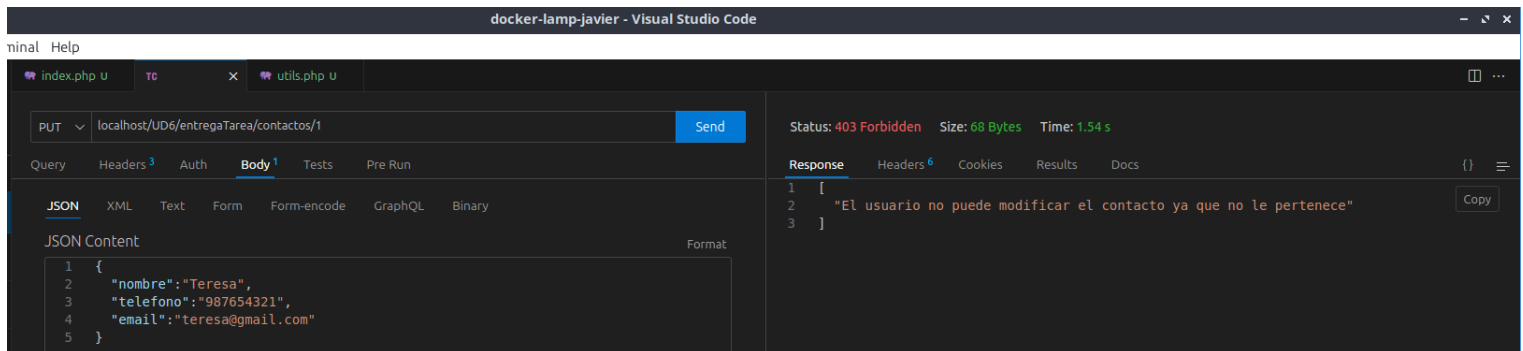 docker-lamp-javier - Visual Studio Code
minal Help
index.php U TC utils.php U
PUT localhost/UD6/entregaTarea/contactos/1 Send
Query Headers 3 Auth Body 1 Tests Pre Run
JSON XML Text Form Form-encode GraphQL Binary
JSON Content Format
1 {
2 "nombre":"Teresa",
3 "telefono":"987654321",
4 "email":"teresa@gmail.com"
5 }
Status: 403 Forbidden Size: 68 Bytes Time: 1.54 s
Response Headers 6 Cookies Results Docs {}
1 [
2 "El usuario no puede modificar el contacto ya que no le pertenece"
3 ]
Copy